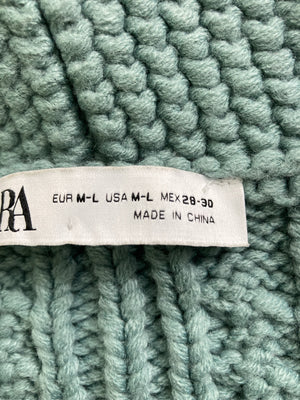 RA
EUR M-L USA M-L MEX 28-30
MADE IN CHINA